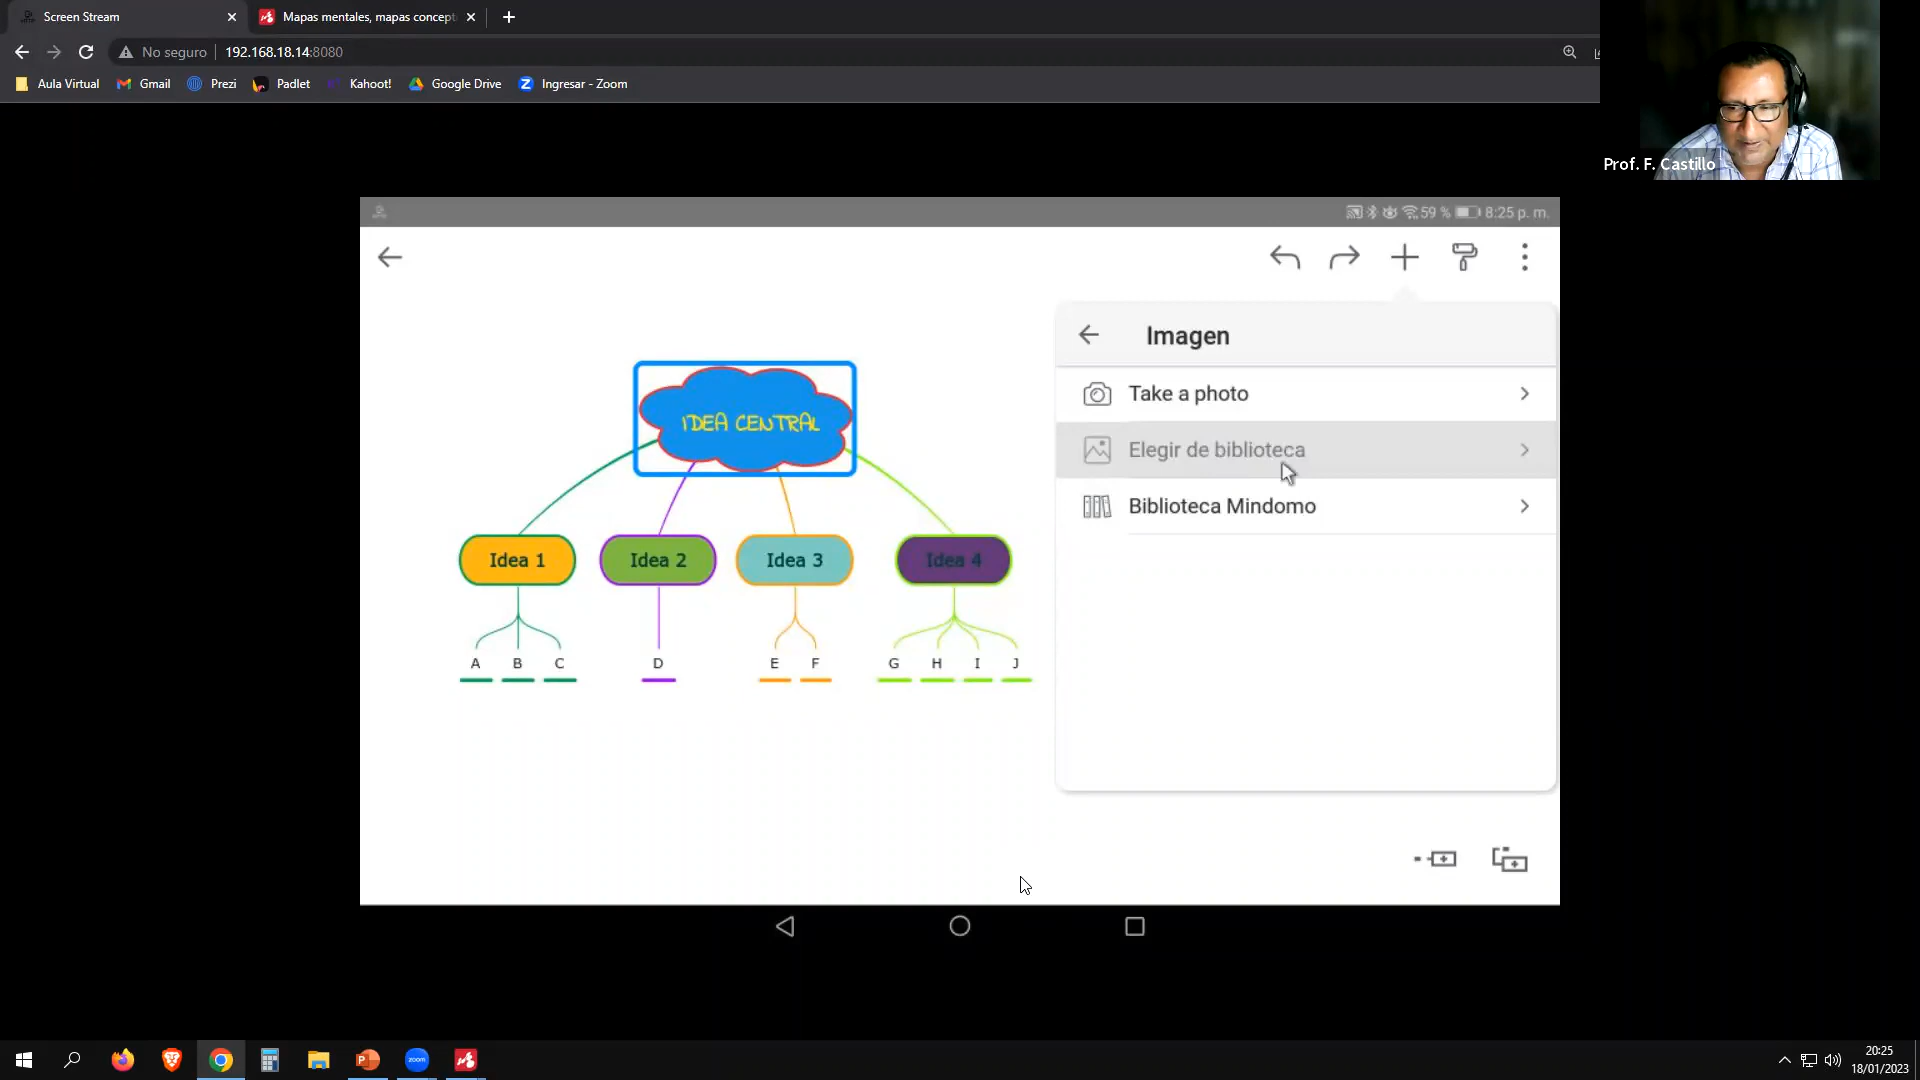 Screen Stream
Mapas mentales, mapas concept
No seguro
192.168.18.14:8080
Aula Virtual
Gmail
Prezi
Padlet
Kahoot!
Google Drive
Ingresar - Zoom
Prof. F. Castillo
59 %
8:25 p. m.
Imagen
Take a photo
Elegir de biblioteca
Biblioteca Mindomo
IDEA CENTRAL
Idea 1
Idea 2
Idea 3
Idea 4
A B C D E F G H I J
zoom
20:25
18/01/2023